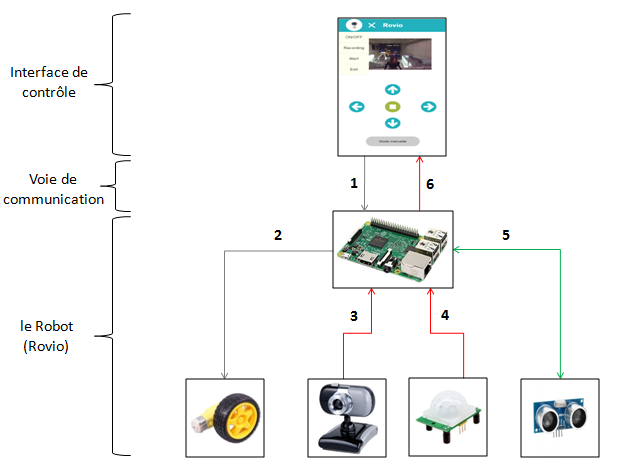 Rovio
ON/OFF
Recording
Alert
Exit
Interface de
contrôle
Mode manuelle
Voie de
communication
1
6
2
5
3
4
le Robot
(Rovio)